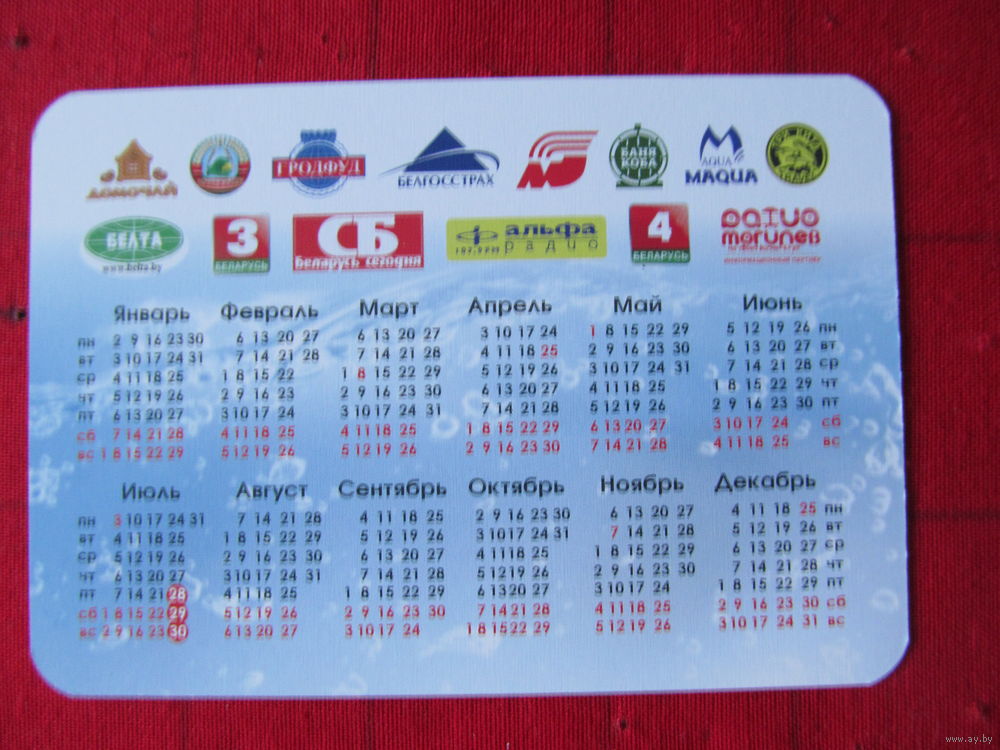 ДОМОЧАЙ
ГРОДФУД
БЕЛГОССТРАХ
БАНЯ
КОБА
AQUA
MAQUA
БЕЛТА
www.belta.by
3
БЕЛАРУСЬ
СБ
Беларусь сегодня
альфа
радио
107.9 FM
4
БЕЛАРУСЬ
РАДИО
МОГИЛЕВ
Январь Февраль Март Апрель Май Июнь
пн 2 9 16 23 30 6 13 20 27 6 13 20 27 3 10 17 24 1 8 15 22 29 5 12 19 26 пн
вт 3 10 17 24 31 7 14 21 28 7 14 21 28 4 11 18 25 2 9 16 23 30 6 13 20 27 вт
ср 4 11 18 25 1 8 15 22 1 8 15 22 29 5 12 19 26 3 10 17 24 31 7 14 21 28 ср
чт 5 12 19 26 2 9 16 23 2 9 16 23 30 6 13 20 27 4 11 18 25 1 8 15 22 29 чт
пт 6 13 20 27 3 10 17 24 3 10 17 24 31 7 14 21 28 5 12 19 26 2 9 16 23 30 пт
сб 7 14 21 28 4 11 18 25 4 11 18 25 1 8 15 22 29 6 13 20 27 3 10 17 24 сб
вс 1 8 15 22 29 5 12 19 26 5 12 19 26 2 9 16 23 30 7 14 21 28 4 11 18 25 вс
Июль Август Сентябрь Октябрь Ноябрь Декабрь
пн 3 10 17 24 31 7 14 21 28 4 11 18 25 2 9 16 23 30 6 13 20 27 4 11 18 25 пн
вт 4 11 18 25 1 8 15 22 29 5 12 19 26 3 10 17 24 31 7 14 21 28 5 12 19 26 вт
ср 5 12 19 26 2 9 16 23 30 6 13 20 27 4 11 18 25 1 8 15 22 29 6 13 20 27 ср
чт 6 13 20 27 3 10 17 24 31 7 14 21 28 5 12 19 26 2 9 16 23 30 7 14 21 28 чт
пт 7 14 21 28 4 11 18 25 1 8 15 22 29 6 13 20 27 3 10 17 24 1 8 15 22 29 пт
сб 1 8 15 22 29 5 12 19 26 2 9 16 23 30 7 14 21 28 4 11 18 25 2 9 16 23 30 сб
вс 2 9 16 23 30 6 13 20 27 3 10 17 24 1 8 15 22 29 5 12 19 26 3 10 17 24 31 вс
www.ay.by